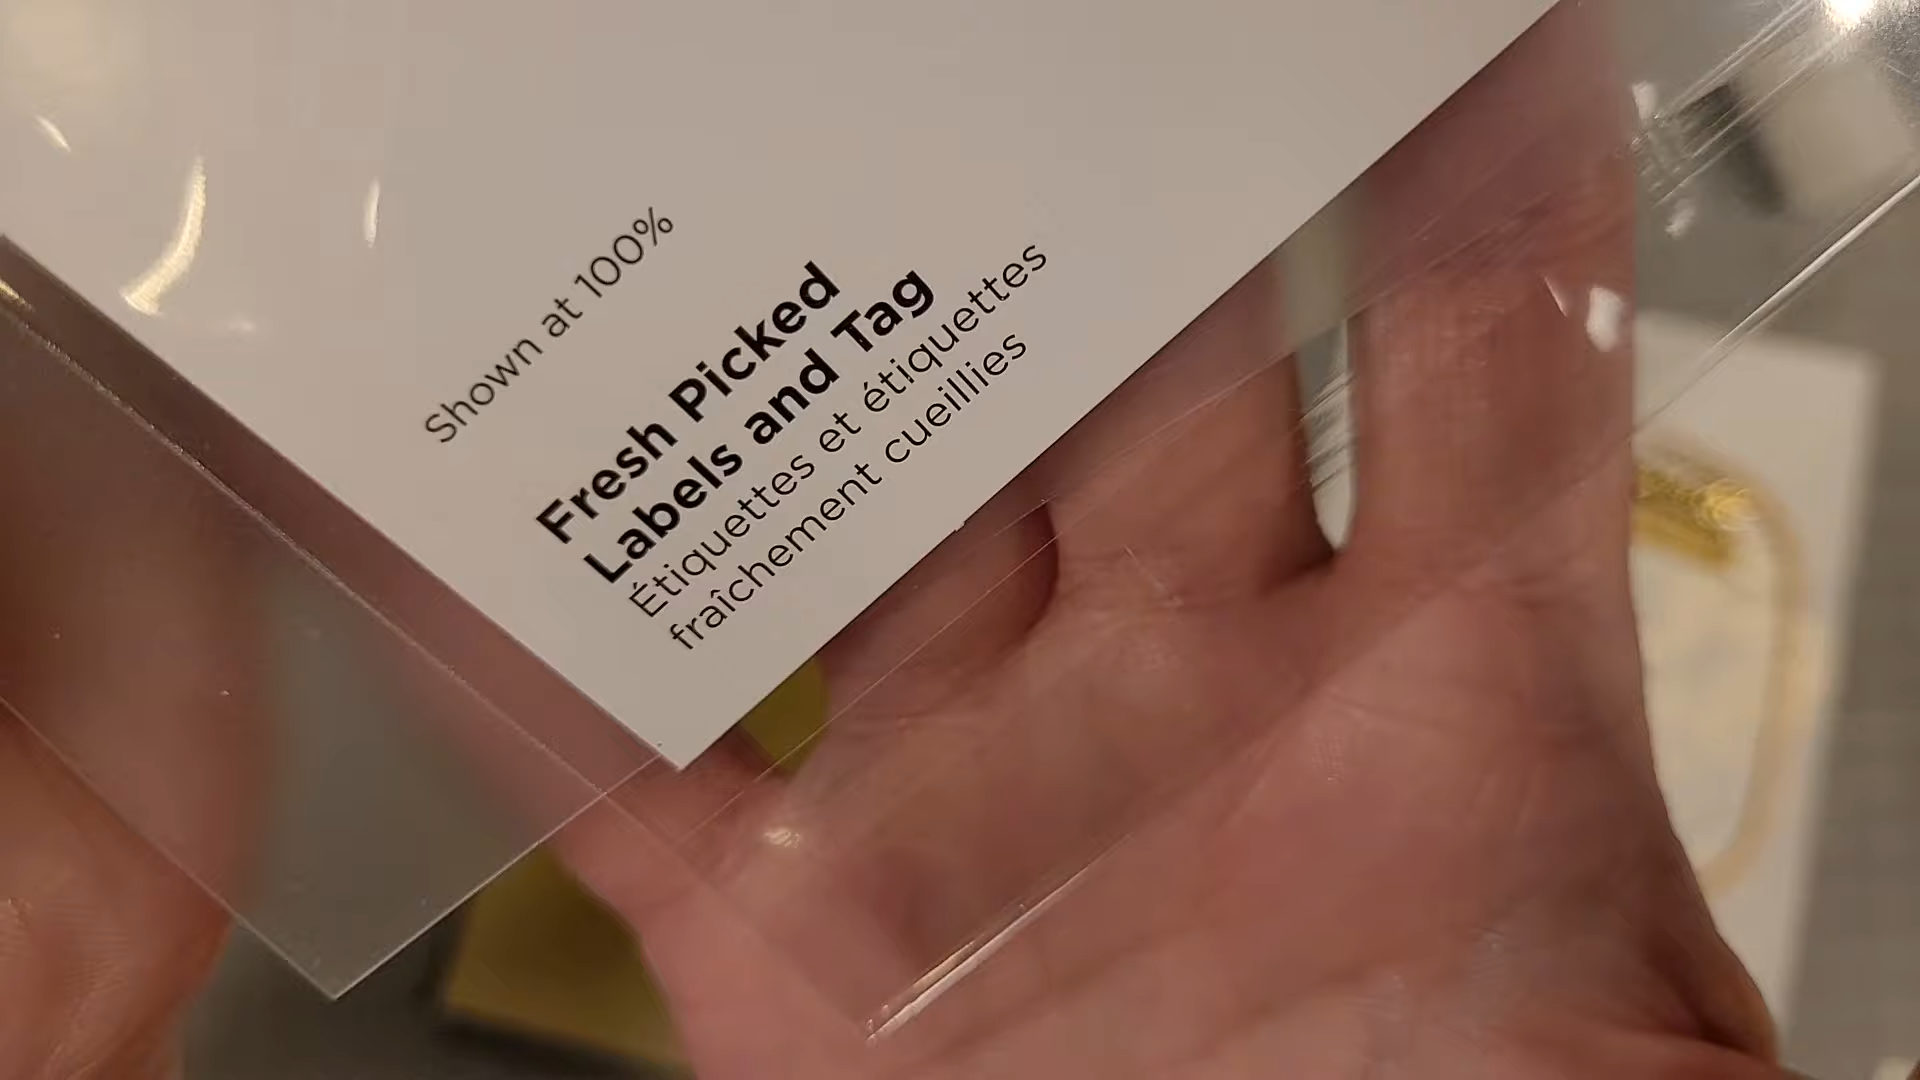 Shown at 100%
Fresh Picked
Labels and Tag
Étiquettes et étiquettes
fraîchement cueillies